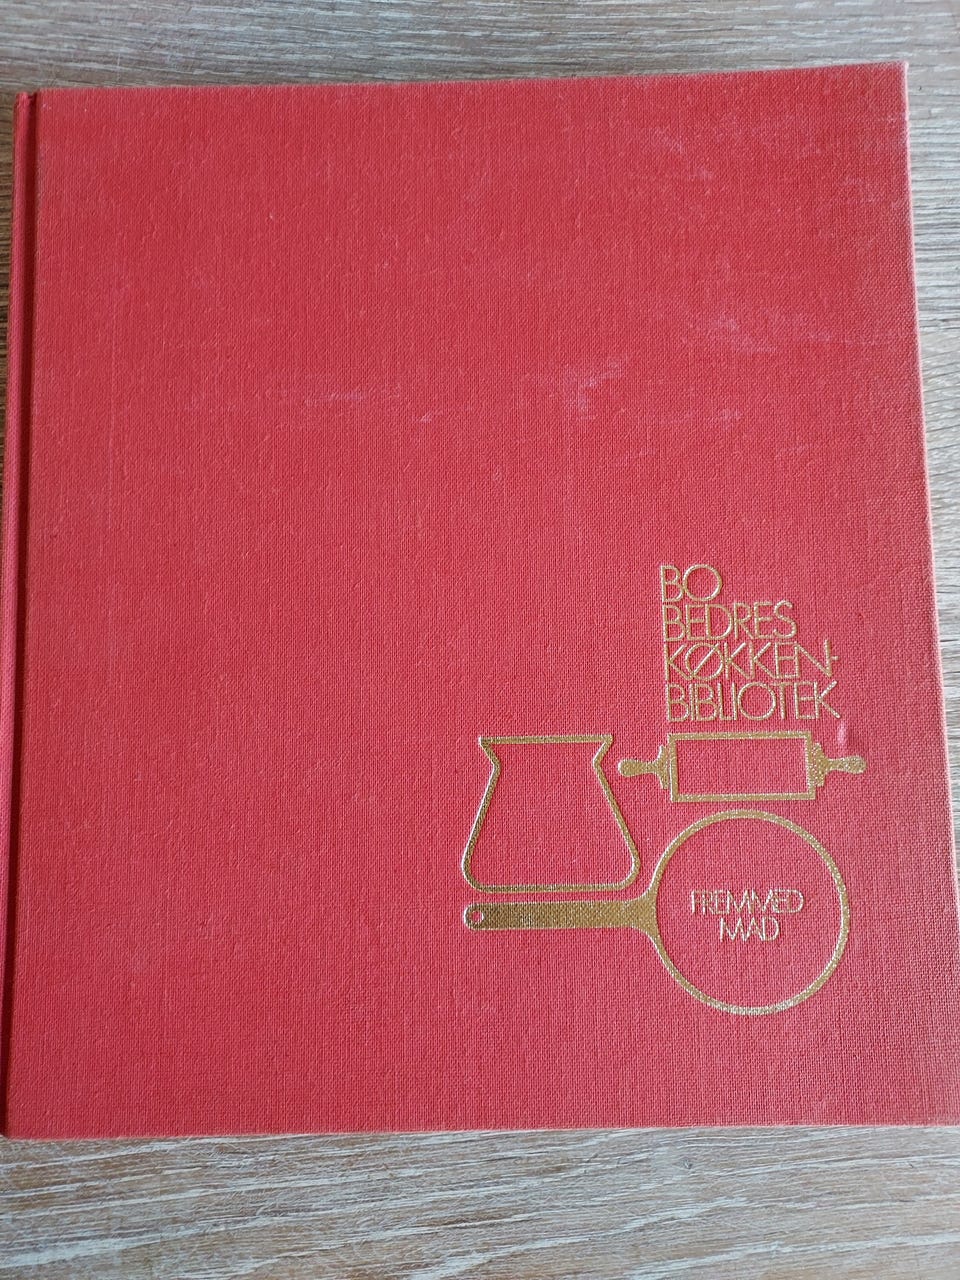 BO
BEDRES
KØKKEN-
BIBLIOTEK
FREMMED
MAD